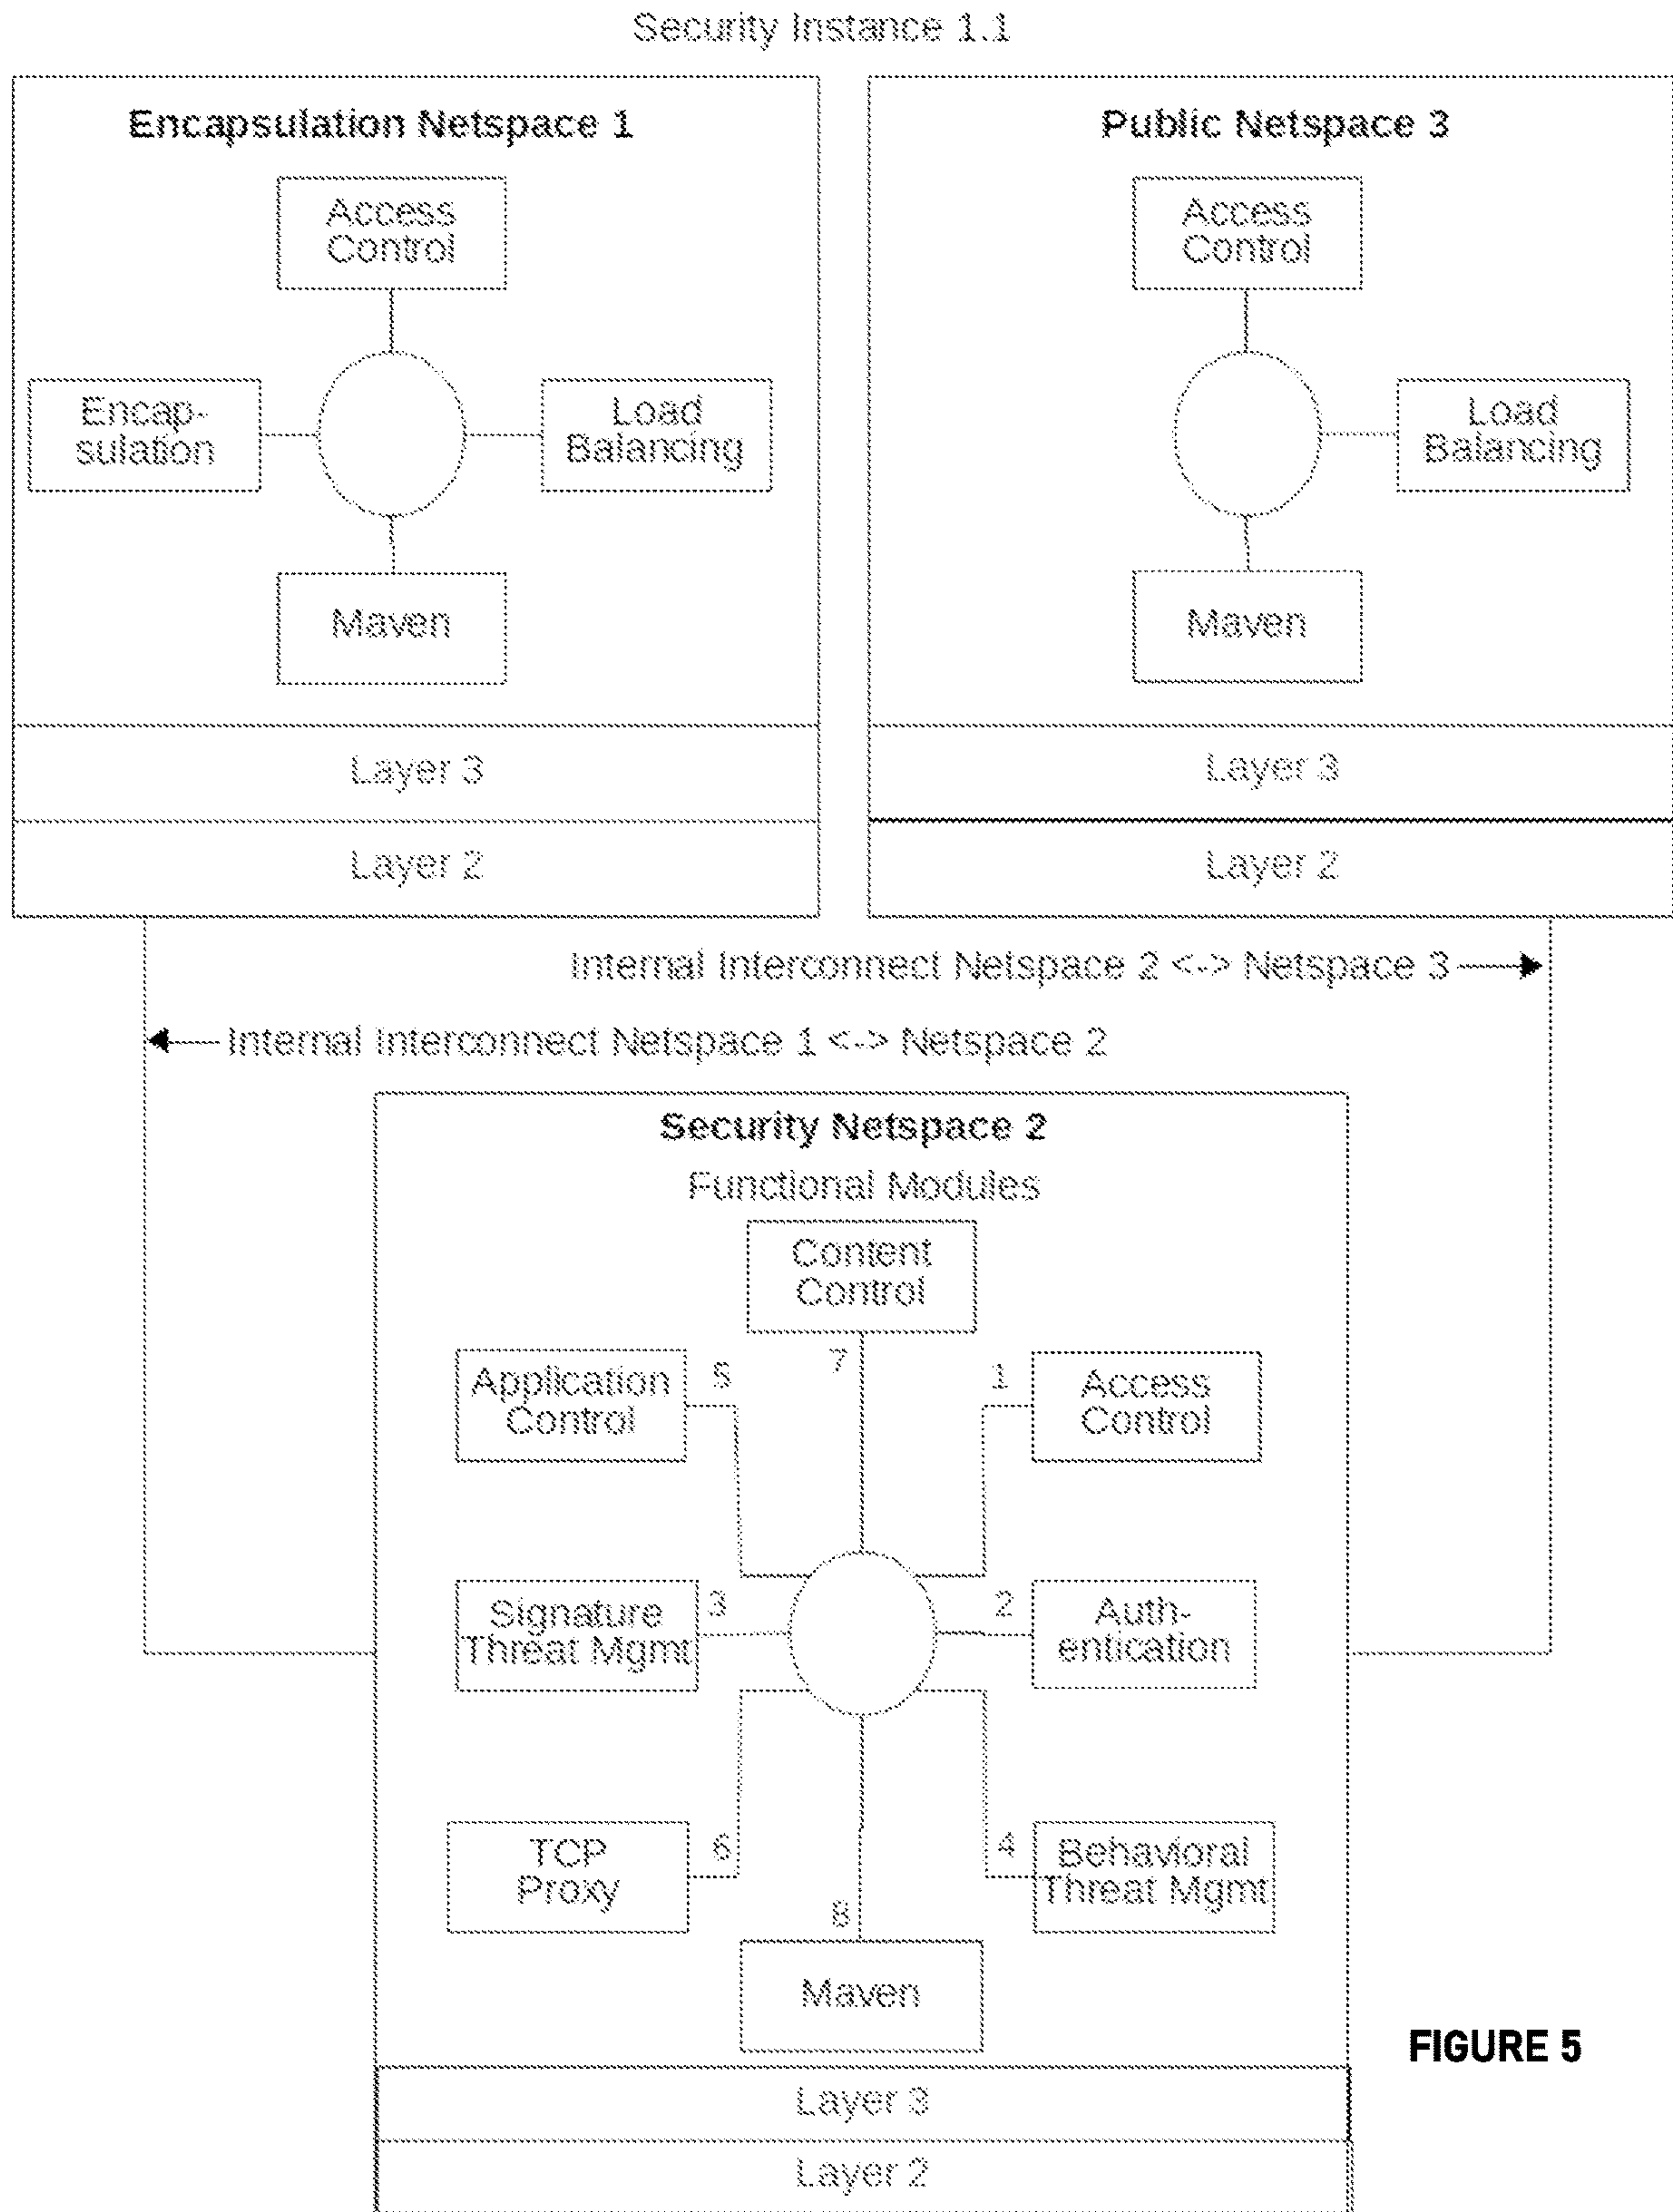 Security Instance 1.1
Encapsulation Netspace 1
Access
Control
Encap-
sulation
Load
Balancing
Maven
Layer 3
Layer 2
Public Netspace 3
Access
Control
Load
Balancing
Maven
Layer 3
Layer 2
Internal Interconnect Netspace 2 <-> Netspace 3
Internal Interconnect Netspace 1 <-> Netspace 2
Security Netspace 2
Functional Modules
Content
Control
7
Application
Control
5
1
Access
Control
Signature
Threat Mgmt
3
2
Auth-
entication
TCP
Proxy
6
4
Behavioral
Threat Mgmt
8
Maven
Layer 3
Layer 2
FIGURE 5